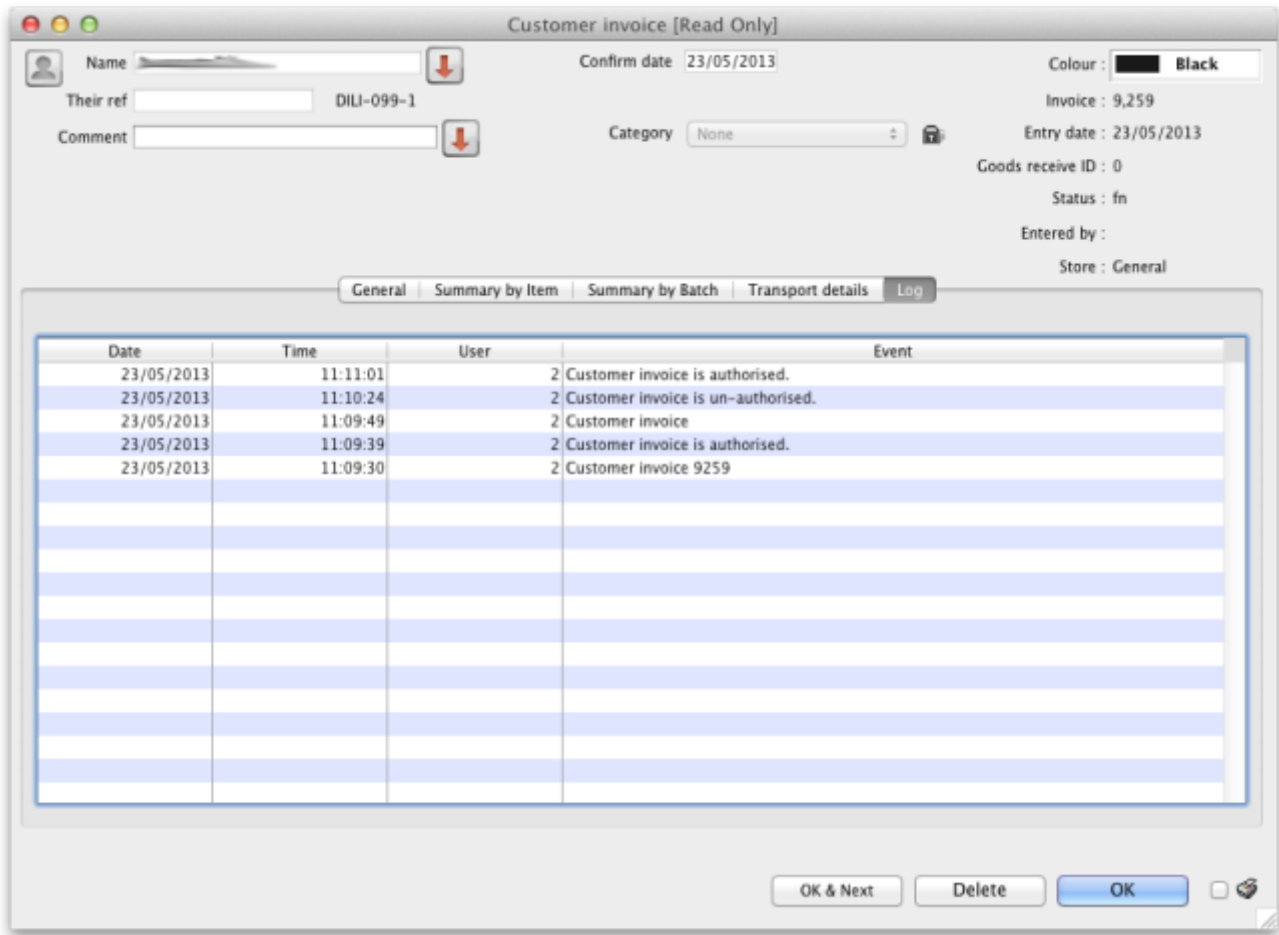 Customer invoice [Read Only]
Name
Confirm date 23/05/2013
Colour : Black
Their ref DILI-099-1
Invoice : 9,259
Comment
Category None
Entry date : 23/05/2013
Goods receive ID : 0
Status : fn
Entered by :
Store : General
General Summary by Item Summary by Batch Transport details Log
Date Time User Event
23/05/2013 11:11:01 2 Customer invoice is authorised.
23/05/2013 11:10:24 2 Customer invoice is un-authorised.
23/05/2013 11:09:49 2 Customer invoice
23/05/2013 11:09:39 2 Customer invoice is authorised.
23/05/2013 11:09:30 2 Customer invoice 9259
OK & Next Delete OK